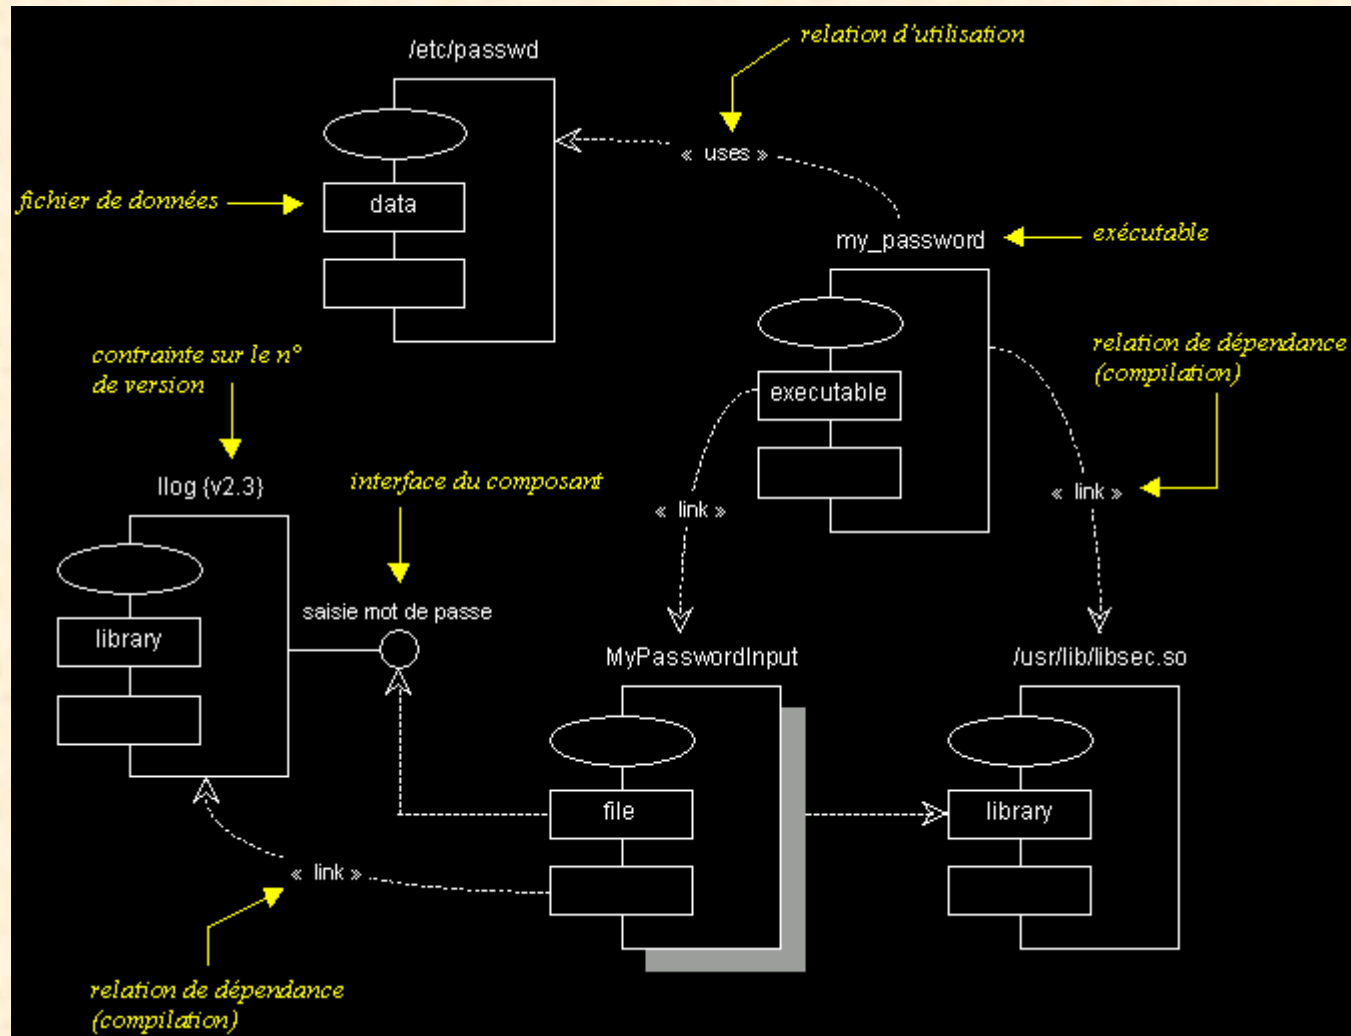 relation d'utilisation
/etc/passwd
« uses »
fichier de données
data
my_password
exécutable
contrainte sur le n°
de version
relation de dépendance
(compilation)
executable
llog {v2.3}
interface du composant
« link »
« link »
saisie mot de passe
library
MyPasswordInput
/usr/lib/libsec.so
file
library
« link »
relation de dépendance
(compilation)